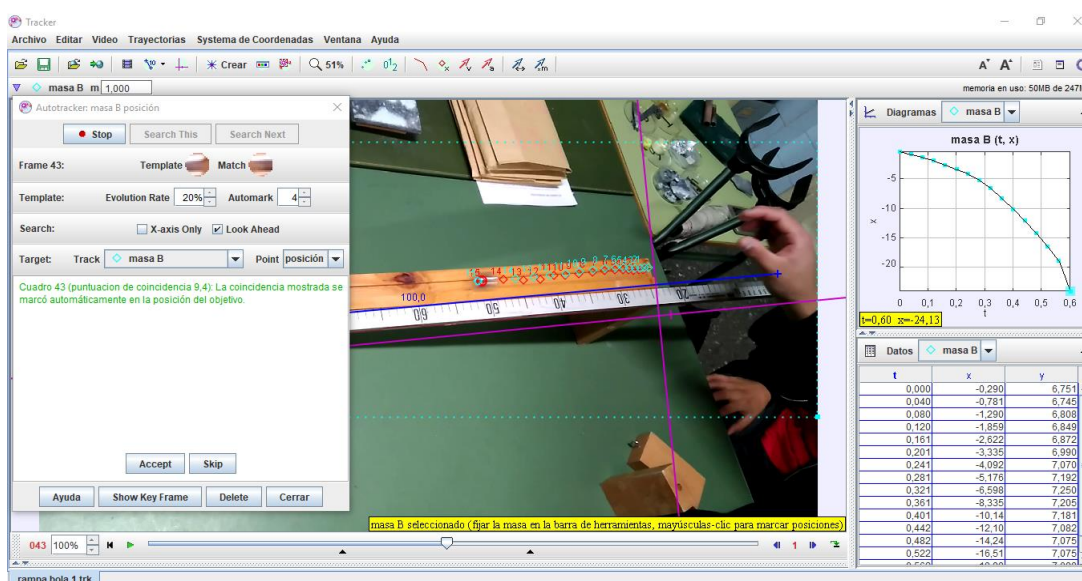 Tracker
Archivo Editar Video Trayectorias Systema de Coordenadas Ventana Ayuda
Crear 51%
masa B m 1,000
memoria en uso: 50MB de 247M
Autotracker: masa B posición
Stop Search This Search Next
Frame 43: Template Match
Template: Evolution Rate 20% Automark 4
Search: X-axis Only Look Ahead
Target: Track masa B Point posición
Cuadro 43 (puntuacion de coincidencia 9,4): La coincidencia mostrada se
marcó automáticamente en la posición del objetivo.
Accept Skip
Ayuda Show Key Frame Delete Cerrar
100,0
masa B seleccionado (fijar la masa en la barra de herramientas, mayúsculas-clic para marcar posiciones)
043 100%
1
rampa bola 1.trk
Diagramas masa B
masa B (t, x)
-5
-10
x
-15
-20
0 0,1 0,2 0,3 0,4 0,5 0,6
t
t=0,60 x=-24,13
Datos masa B
t x y
0,000 -0,290 6,751
0,040 -0,781 6,745
0,080 -1,290 6,808
0,120 -1,859 6,849
0,161 -2,622 6,872
0,201 -3,335 6,990
0,241 -4,092 7,070
0,281 -5,176 7,192
0,321 -6,598 7,250
0,361 -8,335 7,205
0,401 -10,14 7,181
0,442 -12,10 7,082
0,482 -14,24 7,075
0,522 -16,51 7,075